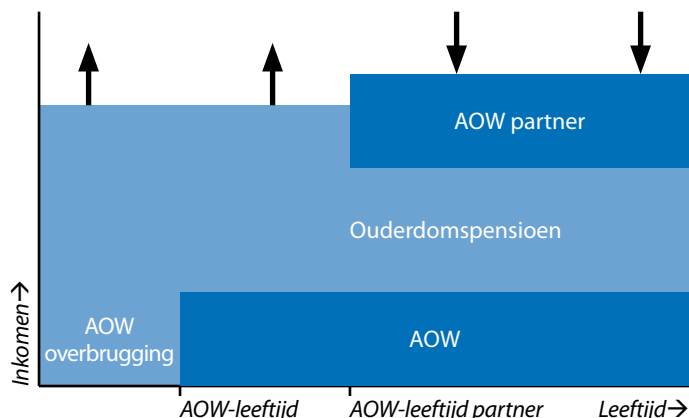 AOW partner
Ouderdomspensioen
AOW
overbrugging
AOW
Inkomen→
AOW-leeftijd
AOW-leeftijd partner
Leeftijd→